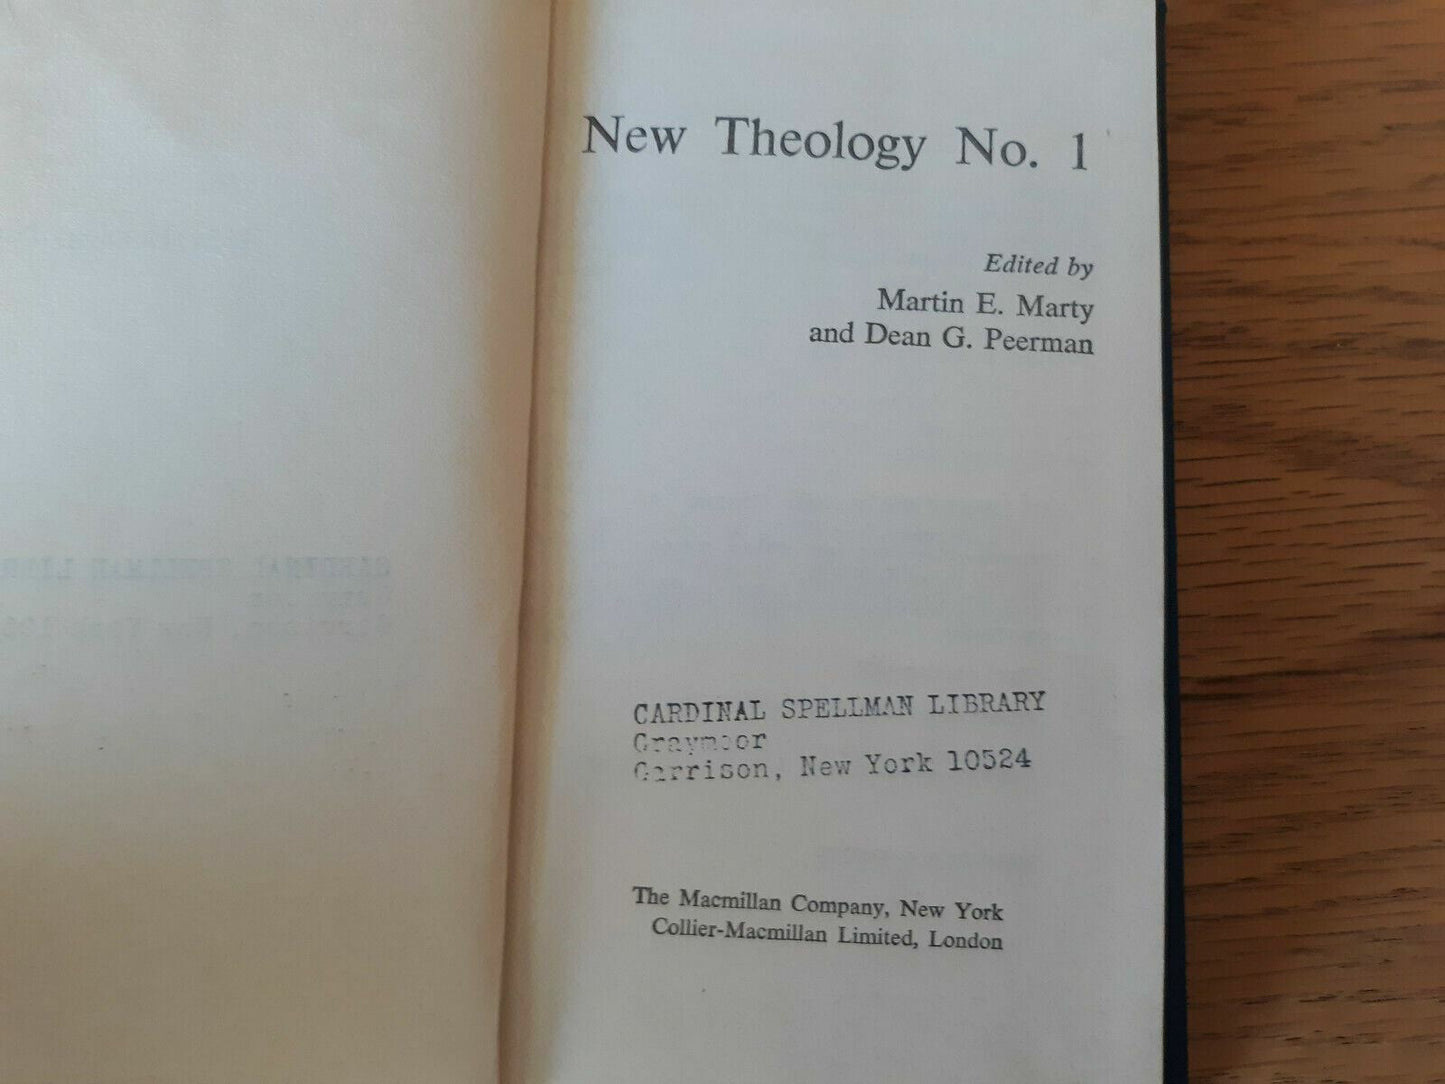 New Theology No. 1
Edited by
Martin E. Marty
and Dean G. Peerman
CARDINAL SPELLMAN LIBRARY
Graymoor
Garrison, New York 10524
The Macmillan Company, New York
Collier-Macmillan Limited, London